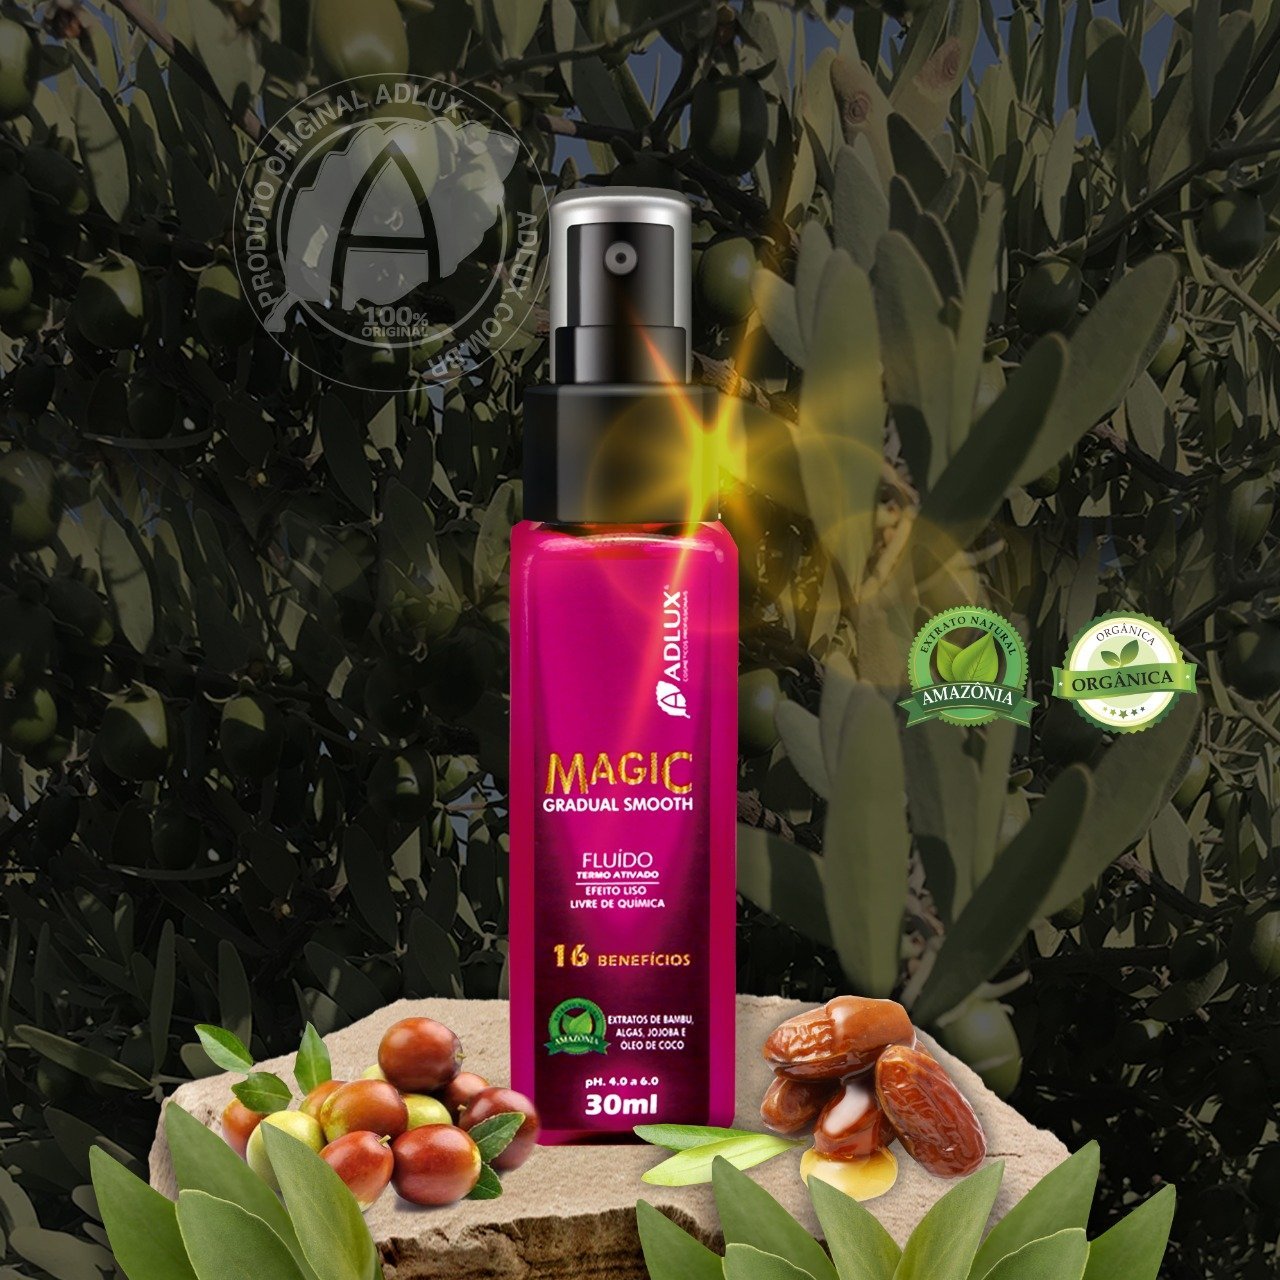 PRODUTO ORIGINAL ADLUX
ADLUX.COM.BR
A
100%
ORIGINAL
ADLUX
COSMÉTICOS PROFISSIONAIS
EXTRATO NATURAL
AMAZÔNIA
ORGÂNICA
ORGÂNICA
MAGIC
GRADUAL SMOOTH
FLUÍDO
TERMO ATIVADO
EFEITO LISO
LIVRE DE QUÍMICA
16 BENEFÍCIOS
EXTRATOS DE BAMBU,
ALGAS, JOJOBA E
ÓLEO DE COCO
AMAZÔNIA
pH. 4.0 a 6.0
30ml